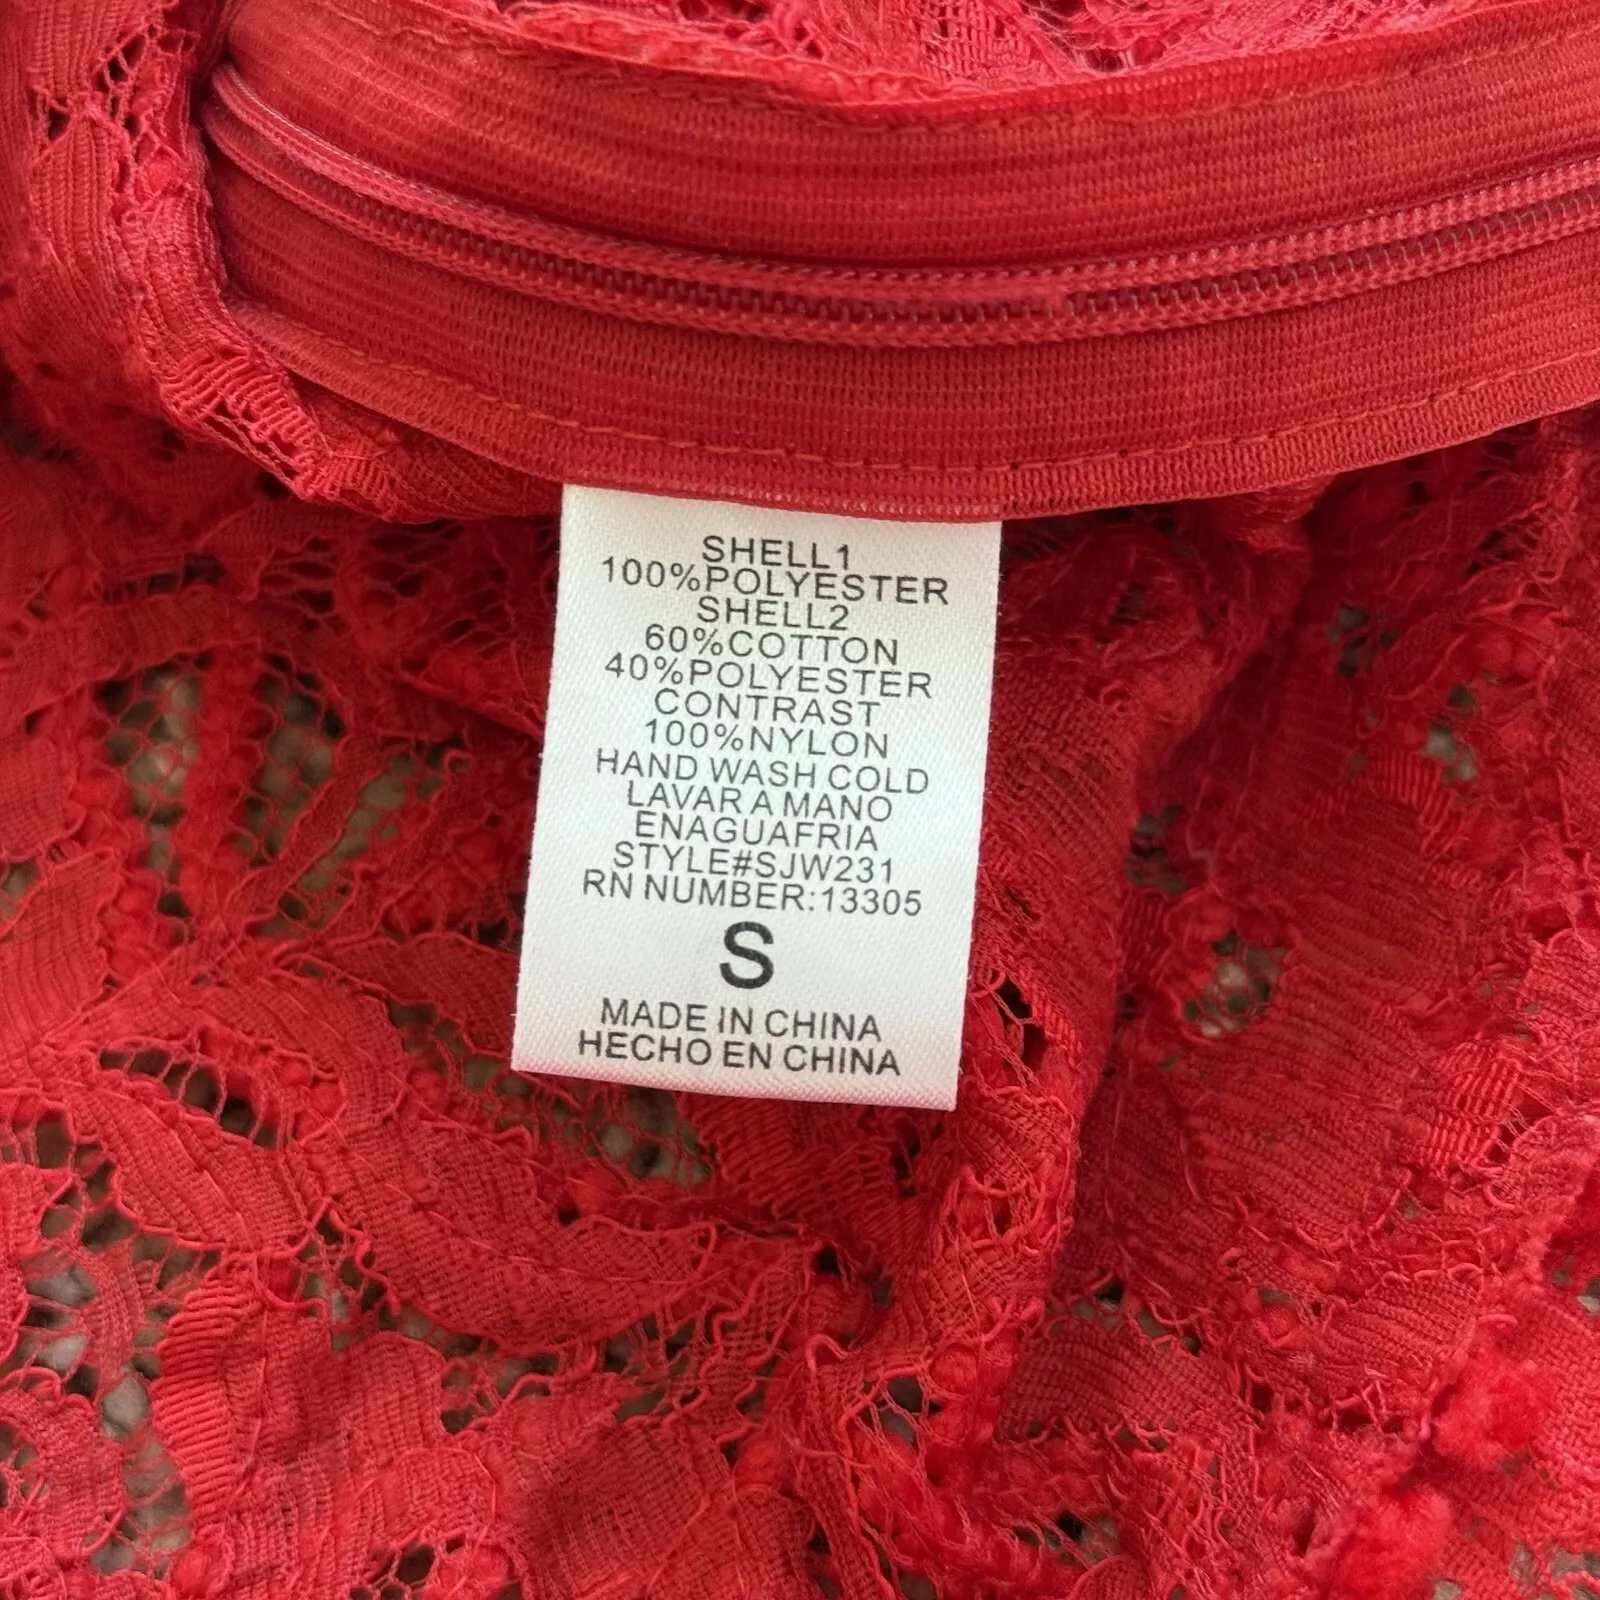 SHELL1
100%POLYESTER
SHELL2
60%COTTON
40%POLYESTER
CONTRAST
100%NYLON
HAND WASH COLD
LAVAR A MANO
ENAGUAFRIA
STYLE#SJW231
RN NUMBER:13305
S
MADE IN CHINA
HECHO EN CHINA